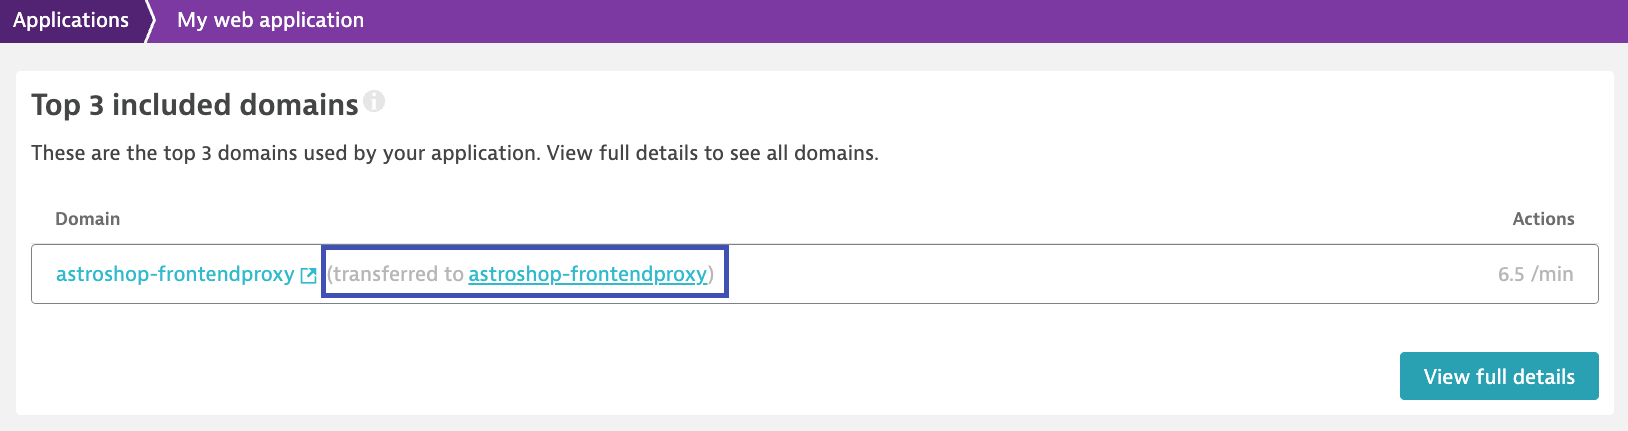 Applications
My web application
Top 3 included domains
These are the top 3 domains used by your application. View full details to see all domains.
Domain
Actions
astroshop-frontendproxy (transferred to astroshop-frontendproxy)
6.5 /min
View full details